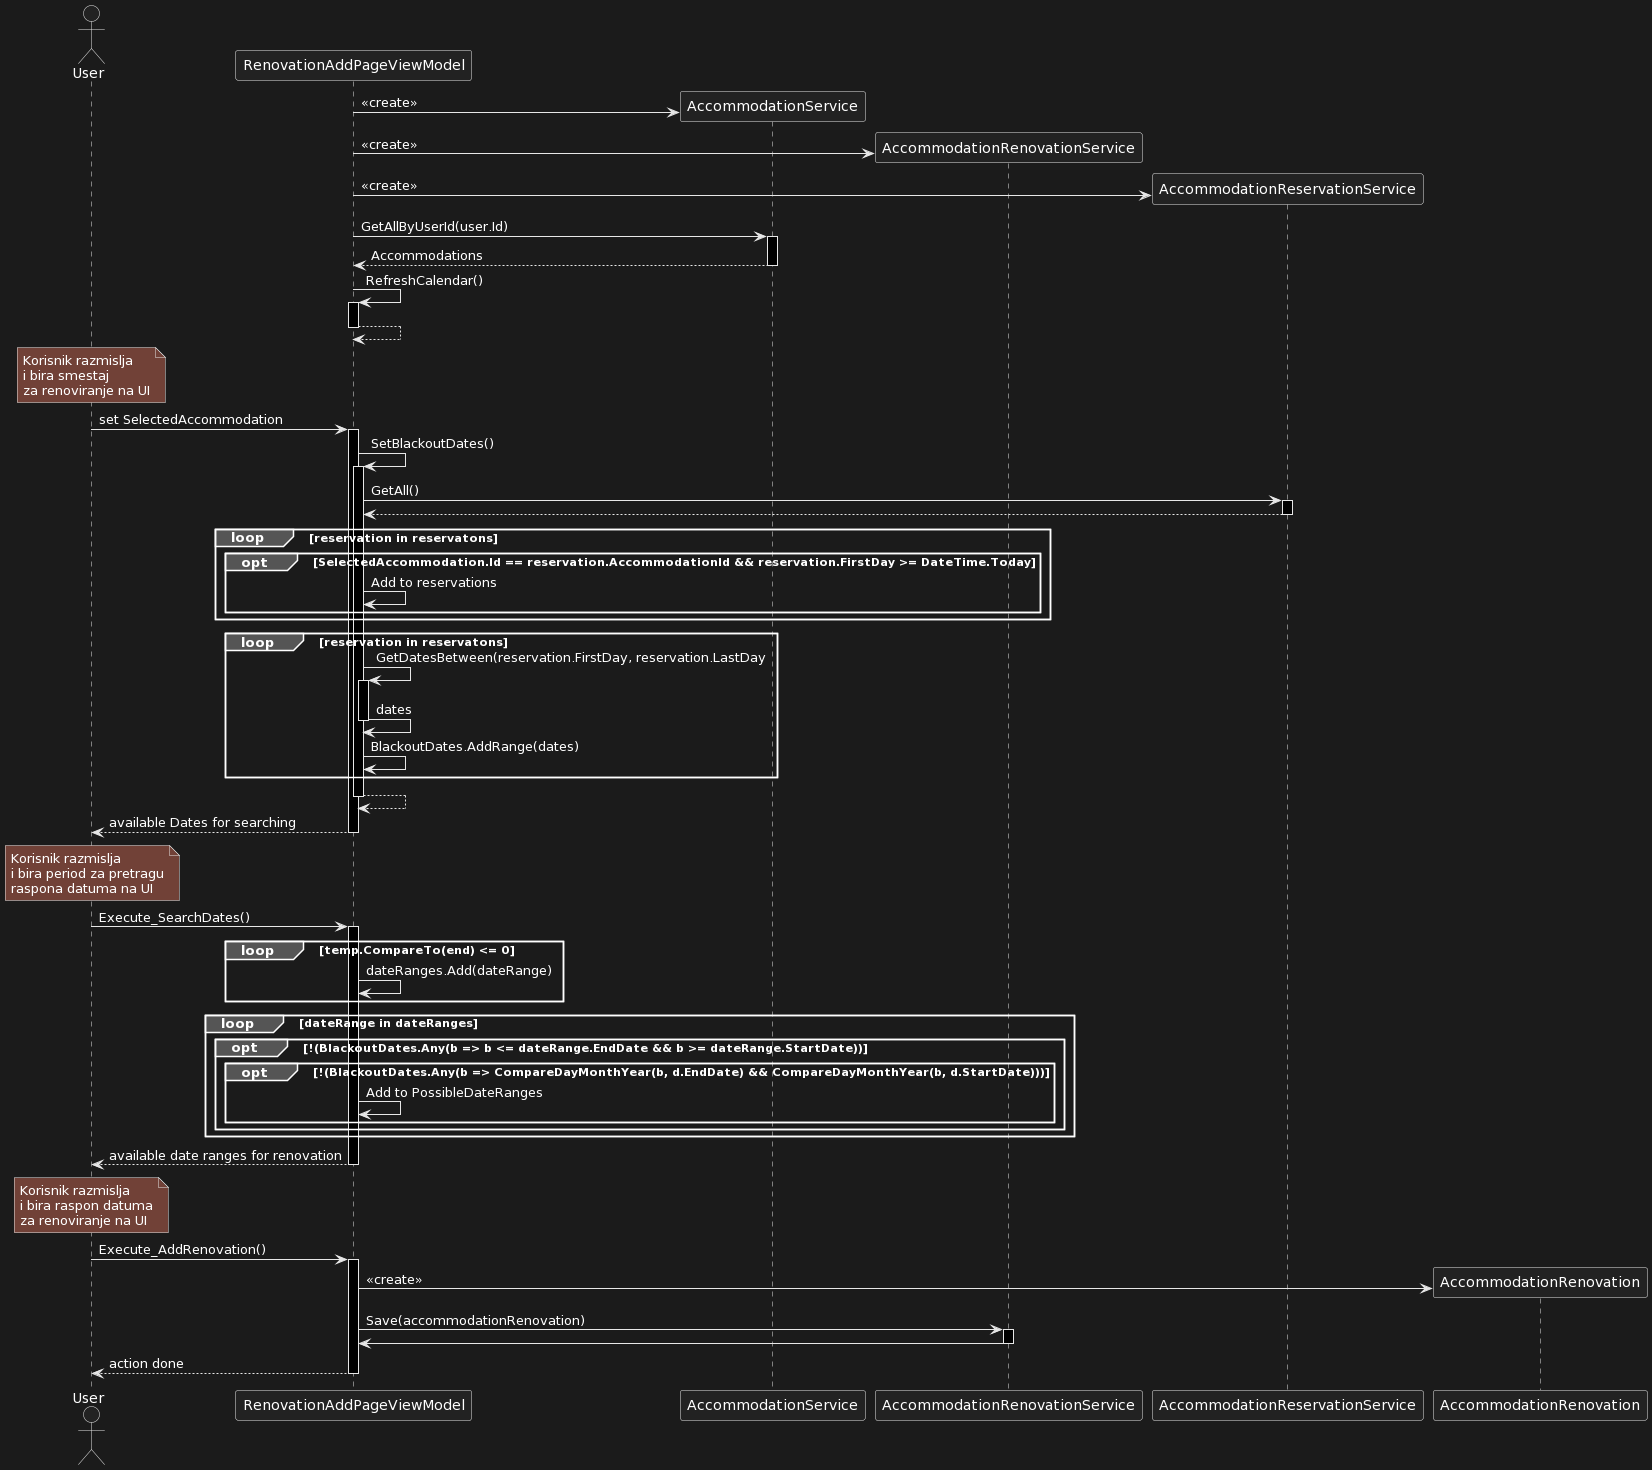 User
RenovationAddPageViewModel
«create»
AccommodationService
«create»
AccommodationRenovationService
«create»
AccommodationReservationService
GetAllByUserId(user.Id)
Accommodations
RefreshCalendar()
Korisnik razmislja
i bira smestaj
za renoviranje na UI
set SelectedAccommodation
SetBlackoutDates()
GetAll()
loop [reservation in reservatons]
opt [SelectedAccommodation.Id == reservation.AccommodationId && reservation.FirstDay >= DateTime.Today]
Add to reservations
loop [reservation in reservatons]
GetDatesBetween(reservation.FirstDay, reservation.LastDay
dates
BlackoutDates.AddRange(dates)
available Dates for searching
Korisnik razmislja
i bira period za pretragu
raspona datuma na UI
Execute_SearchDates()
loop [temp.CompareTo(end) <= 0]
dateRanges.Add(dateRange)
loop [dateRange in dateRanges]
opt [!(BlackoutDates.Any(b => b <= dateRange.EndDate && b >= dateRange.StartDate))]
opt [!(BlackoutDates.Any(b => CompareDayMonthYear(b, d.EndDate) && CompareDayMonthYear(b, d.StartDate)))]
Add to PossibleDateRanges
available date ranges for renovation
Korisnik razmislja
i bira raspon datuma
za renoviranje na UI
Execute_AddRenovation()
«create»
AccommodationRenovation
Save(accommodationRenovation)
action done
User
RenovationAddPageViewModel
AccommodationService
AccommodationRenovationService
AccommodationReservationService
AccommodationRenovation